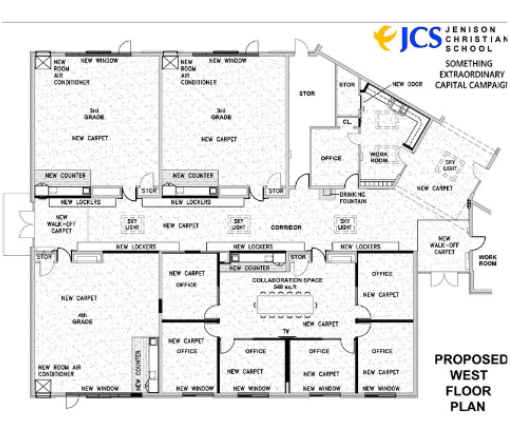 JCS JENISON
CHRISTIAN
SCHOOL
SOMETHING
EXTRAORDINARY
CAPITAL CAMPAIGN
NEW WINDOW
NEW
ROOM
AIR
CONDITIONER
3rd
GRADE
NEW CARPET
NEW COUNTER
STOR
NEW
ROOM
AIR
CONDITIONER
NEW WINDOW
3rd
GRADE
NEW CARPET
NEW COUNTER
STOR
STOR
STOR
CL.
OFFICE
NEW DOOR
WORK
ROOM
SKY
LIGHT
NEW CARPET
DRINKING
FOUNTAIN
NEW LOCKERS
NEW LOCKERS
NEW
WALK-OFF
CARPET
SKY
LIGHT
NEW CARPET
SKY
LIGHT
CORRIDOR
SKY
LIGHT
NEW LOCKERS
NEW LOCKERS
NEW LOCKERS
NEW
WALK-OFF
CARPET
WORK
ROOM
STOR
NEW CARPET
4th
GRADE
NEW ROOM AIR
CONDITIONER
NEW WINDOW
NEW COUNTER
NEW CARPET
OFFICE
NEW COUNTER
STOR
COLLABORATION SPACE
548 sq.ft
NEW CARPET
TV
OFFICE
NEW CARPET
NEW CARPET
OFFICE
NEW WINDOW
OFFICE
NEW CARPET
NEW WINDOW
OFFICE
NEW CARPET
NEW WINDOW
OFFICE
NEW CARPET
NEW WINDOW
PROPOSED
WEST
FLOOR
PLAN